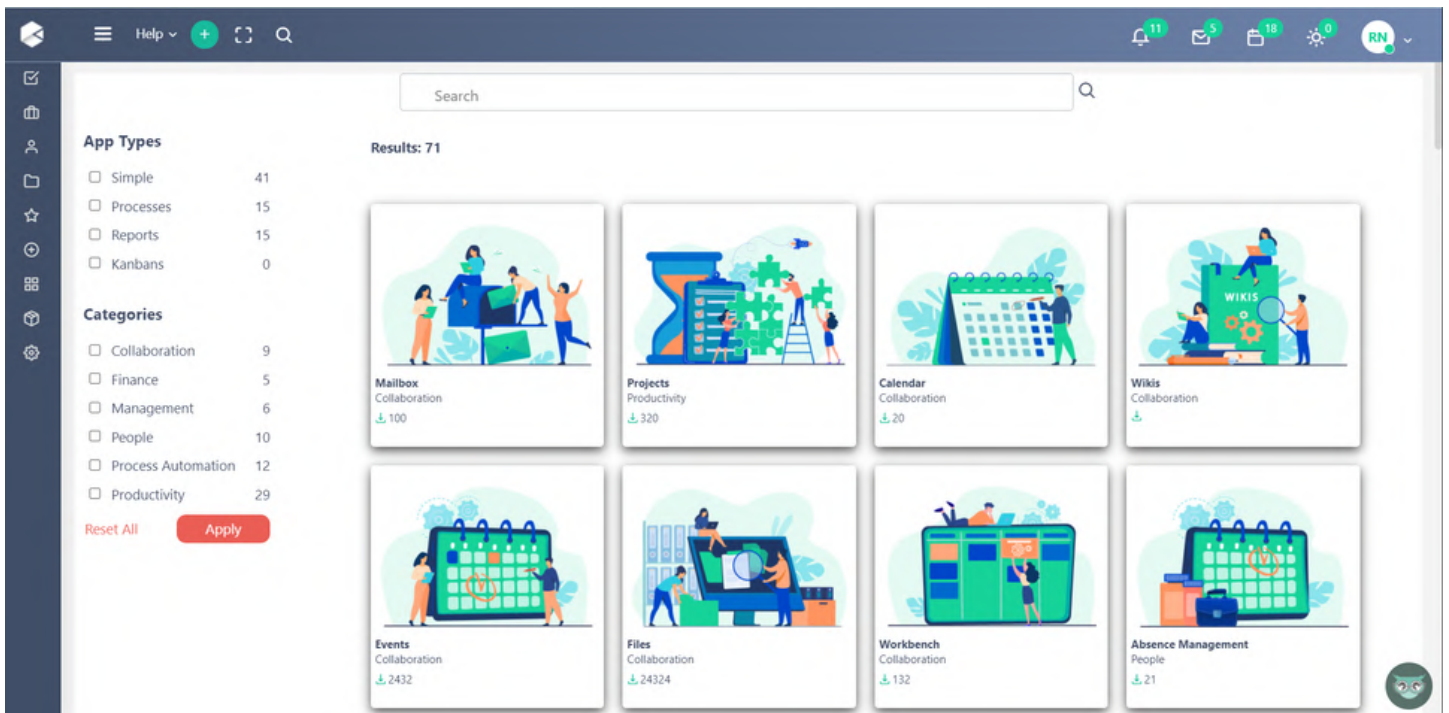 Help
11
5
18
0
RN
Search
App Types
Simple 41
Processes 15
Reports 15
Kanbans 0
Categories
Collaboration 9
Finance 5
Management 6
People 10
Process Automation 12
Productivity 29
Reset All Apply
Results: 71
WIKIS
Mailbox
Collaboration
100
Projects
Productivity
320
Calendar
Collaboration
20
Wikis
Collaboration
Events
Collaboration
2432
Files
Collaboration
24324
Workbench
Collaboration
132
Absence Management
People
21